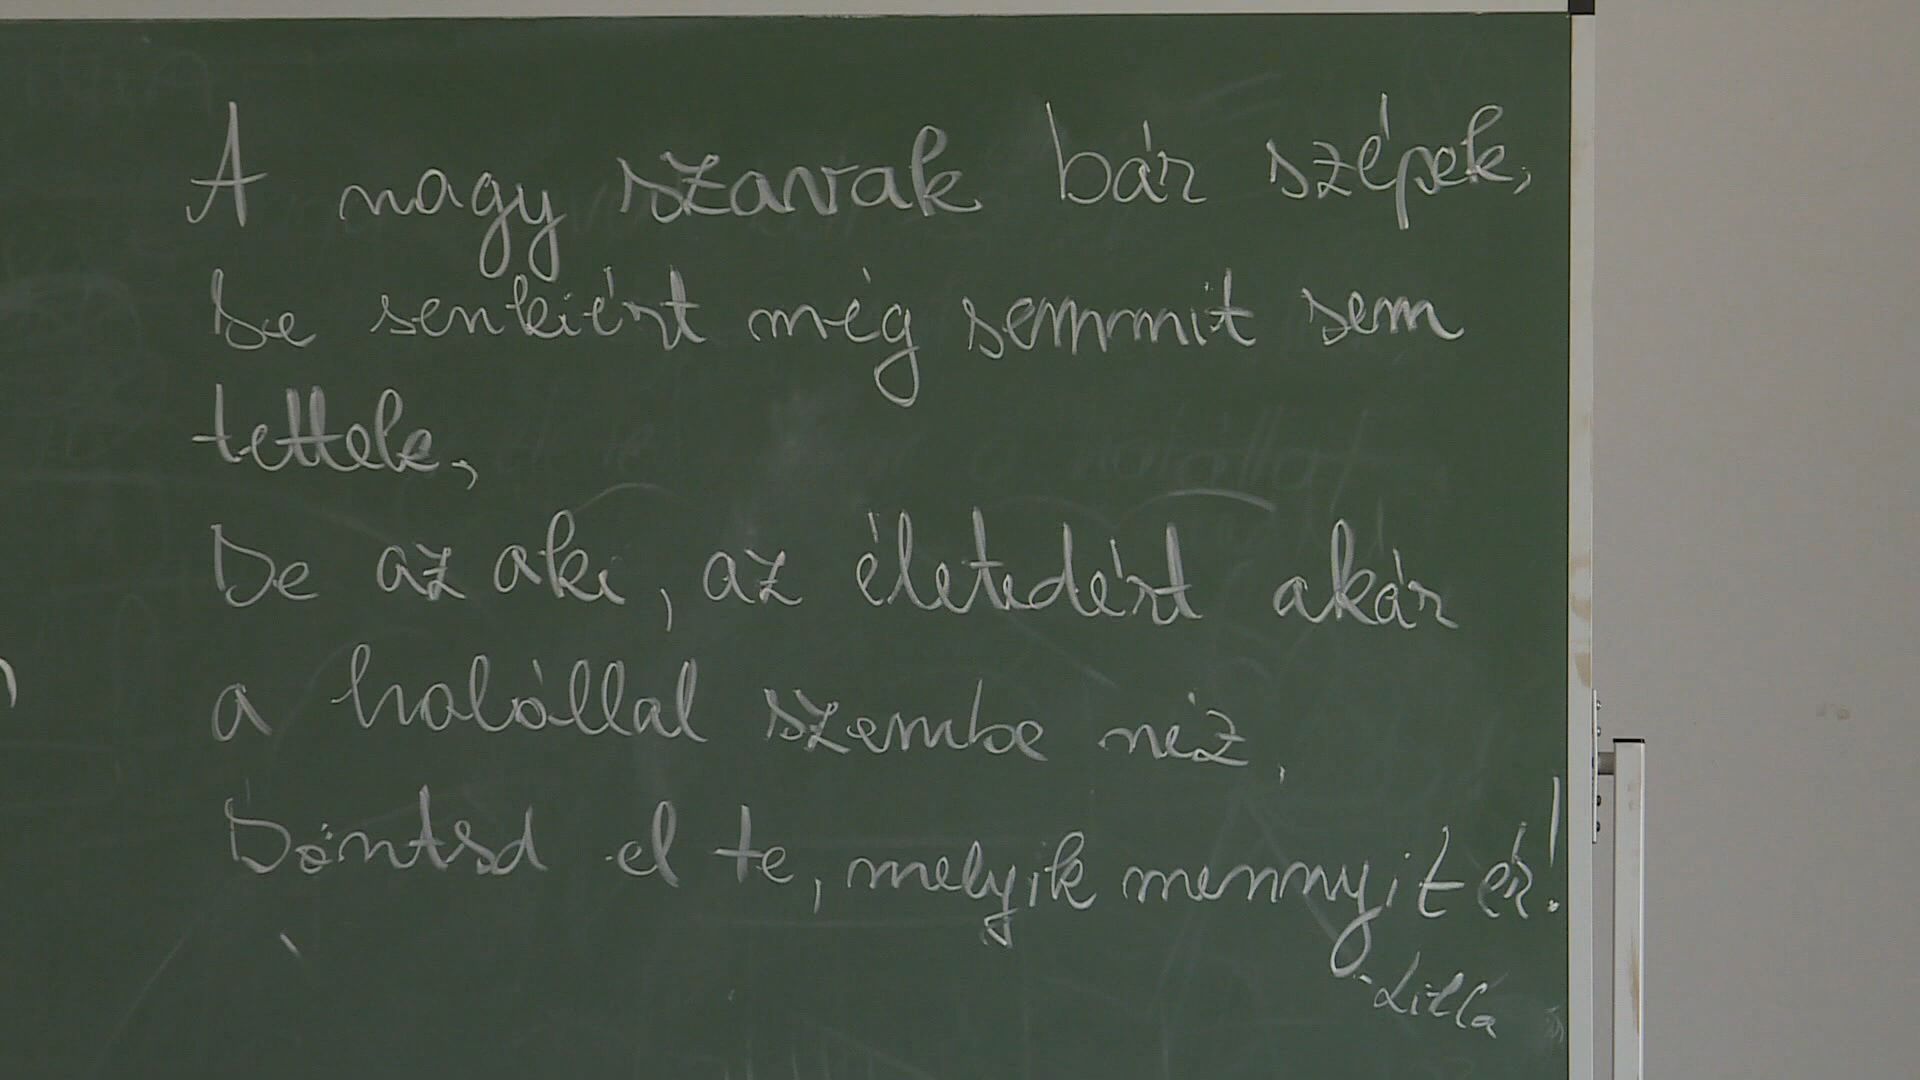 A nagy szavak bár szépek,
De senkiért még semmit sem
tettek,
De az aki, az életedért akár
a halállal szembe néz,
Döntsd el te, melyik mennyit ér!
-Lilla